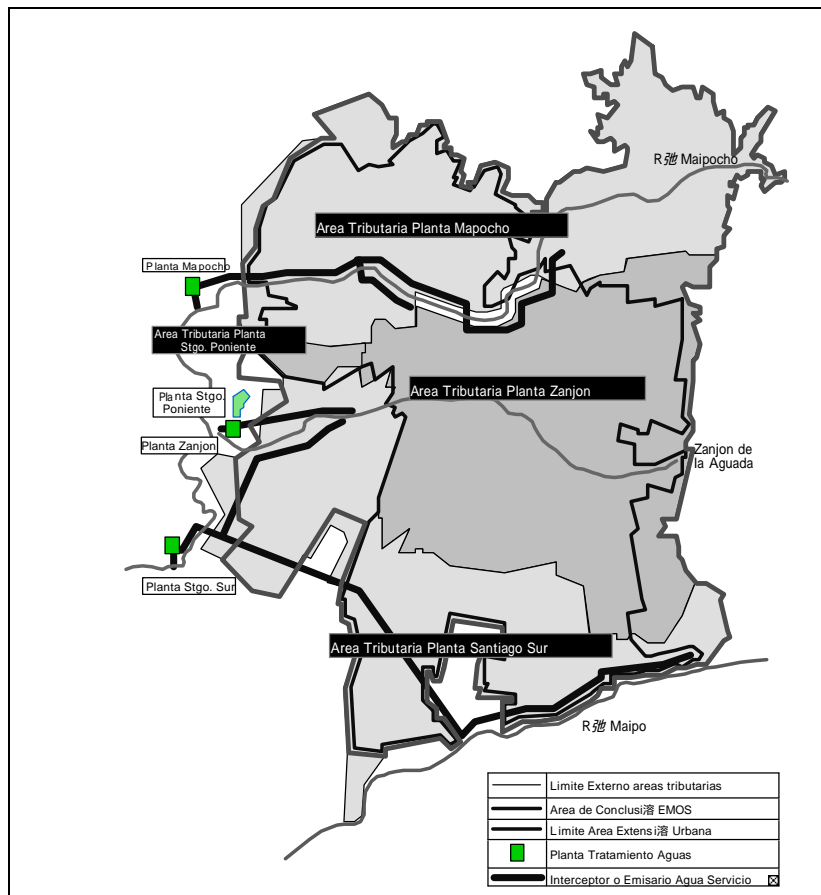 R弛 Maipocho
Area Tributaria Planta Mapocho
Planta Mapocho
Area Tributaria Planta
Stgo. Poniente
Planta Stgo.
Poniente
Area Tributaria Planta Zanjon
Planta Zanjon
Zanjon de
la Aguada
Planta Stgo. Sur
Area Tributaria Planta Santiago Sur
R弛 Maipo
Limite Externo areas tributarias
Area de Conclusi溶 EMOS
Limite Area Extensi溶 Urbana
Planta Tratamiento Aguas
Interceptor o Emisario Agua Servicio